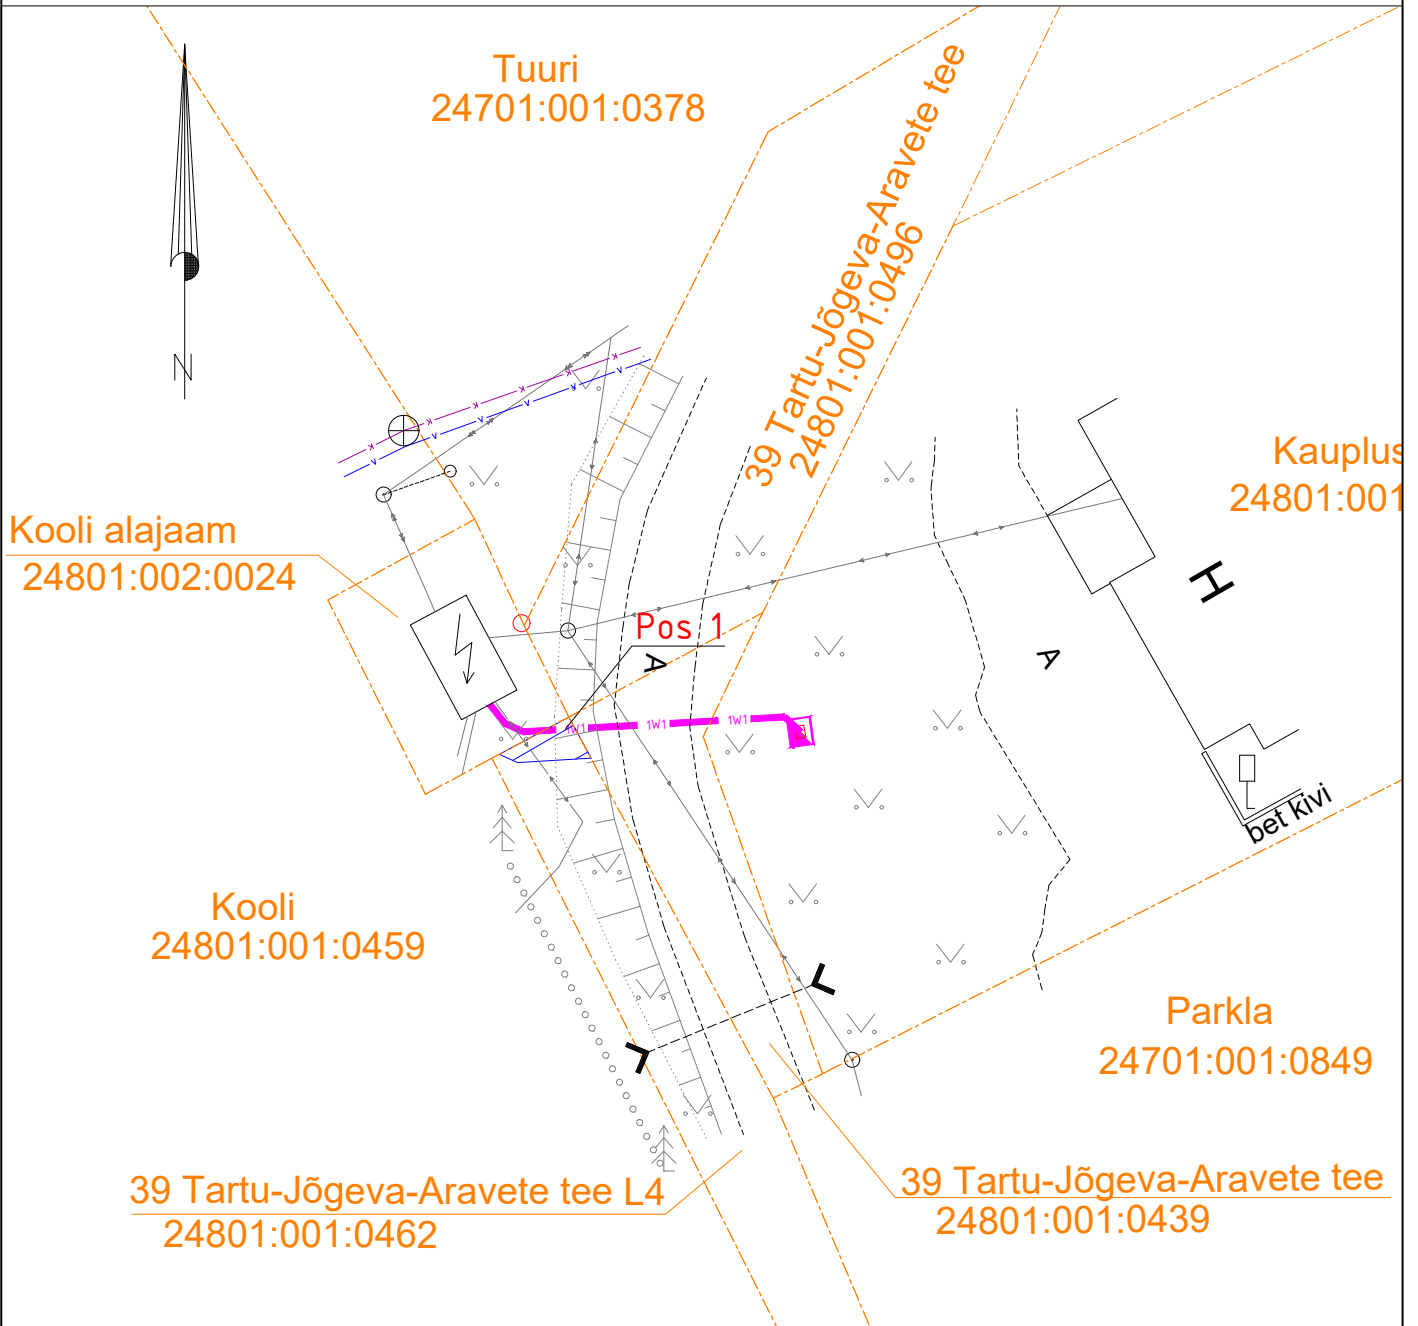 Tuuri
24701:001:0378
39 Tartu-Jõgeva-Aravete tee
24801:001:0496
N
Kauplus
24801:001
Kooli alajaam
24801:002:0024
K
K
K
K
K
V
V
V
V
V
V
Pos 1
A
A
H
1W1
1W1
1W1
bet kivi
Kooli
24801:001:0459
Parkla
24701:001:0849
39 Tartu-Jõgeva-Aravete tee L4
24801:001:0462
39 Tartu-Jõgeva-Aravete tee
24801:001:0439